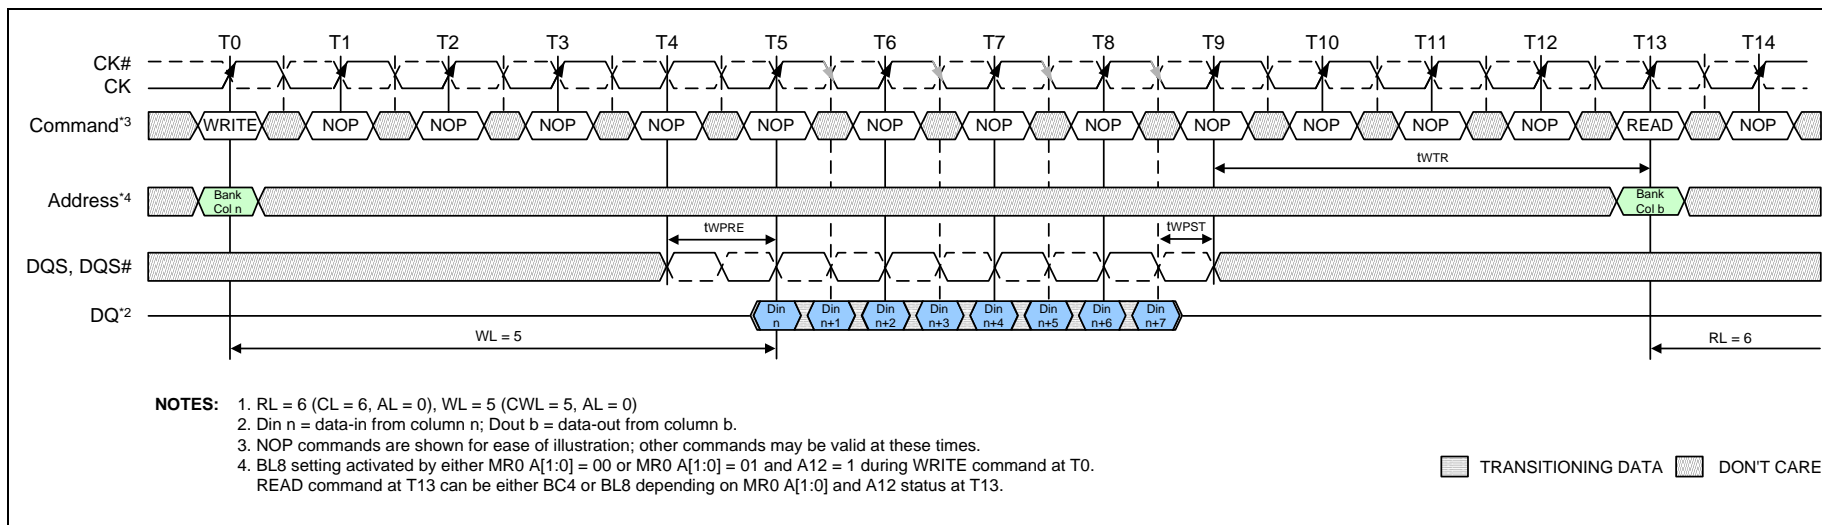 T0 T1 T2 T3 T4 T5 T6 T7 T8 T9 T10 T11 T12 T13 T14
CK#
CK
Command*3 WRITE NOP NOP NOP NOP NOP NOP NOP NOP NOP NOP NOP NOP READ NOP
tWTR
Address*4 Bank Col n Bank Col b
tWPRE tWPST
DQS, DQS#
DQ*2 Din n Din n+1 Din n+2 Din n+3 Din n+4 Din n+5 Din n+6 Din n+7
WL = 5 RL = 6
NOTES: 1. RL = 6 (CL = 6, AL = 0), WL = 5 (CWL = 5, AL = 0)
2. Din n = data-in from column n; Dout b = data-out from column b.
3. NOP commands are shown for ease of illustration; other commands may be valid at these times.
4. BL8 setting activated by either MR0 A[1:0] = 00 or MR0 A[1:0] = 01 and A12 = 1 during WRITE command at T0.
READ command at T13 can be either BC4 or BL8 depending on MR0 A[1:0] and A12 status at T13.
TRANSITIONING DATA DON'T CARE